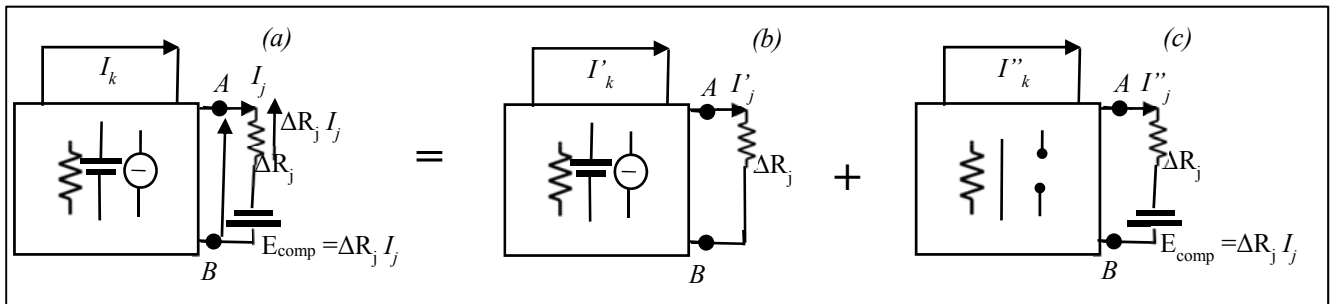 (a)
I_k
A
I_j
ΔR_j I_j
ΔR_j
E_comp =ΔR_j I_j
B
=
(b)
I'_k
A
I'_j
ΔR_j
B
+
(c)
I''_k
A
I''_j
ΔR_j
E_comp =ΔR_j I_j
B